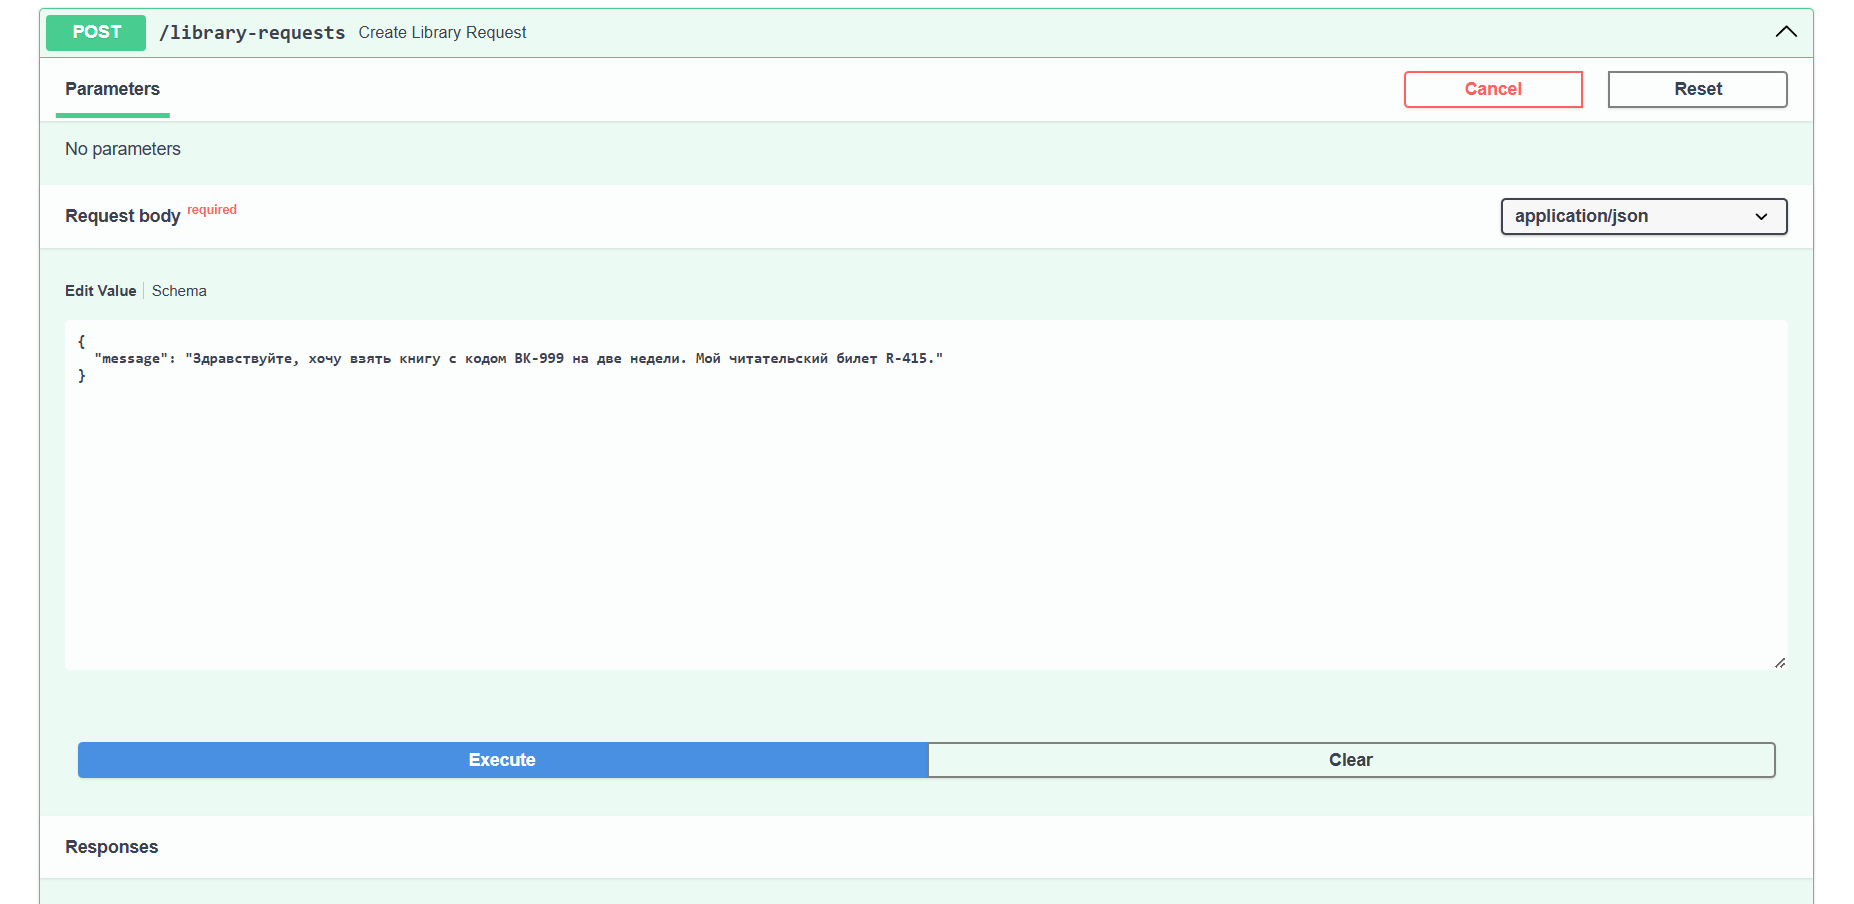 POST /library-requests Create Library Request
Parameters
Cancel
Reset
No parameters
Request body required
application/json
Edit Value
Schema
{
"message": "Здравствуйте, хочу взять книгу с кодом BK-999 на две недели. Мой читательский билет R-415."
}
Execute
Clear
Responses